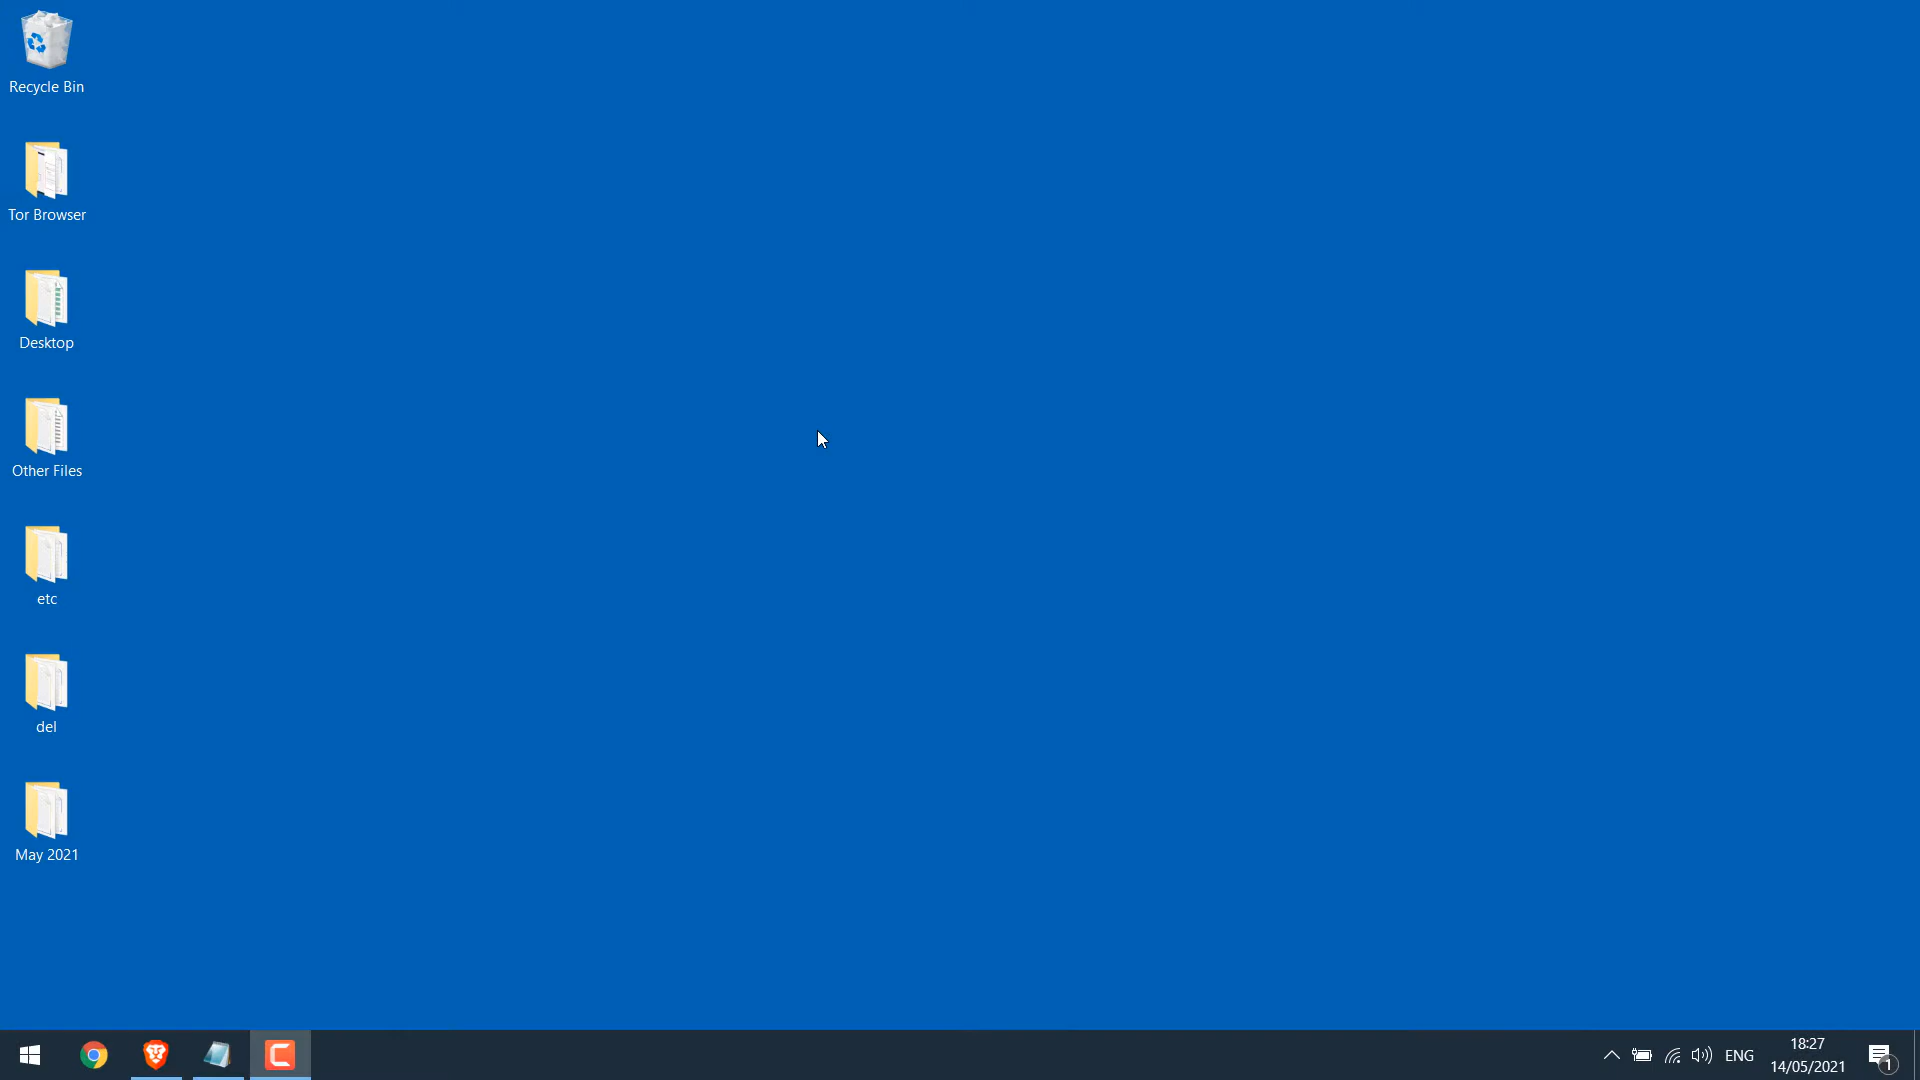 Recycle Bin
Tor Browser
Desktop
Other Files
etc
del
May 2021
ENG
18:27
14/05/2021
1